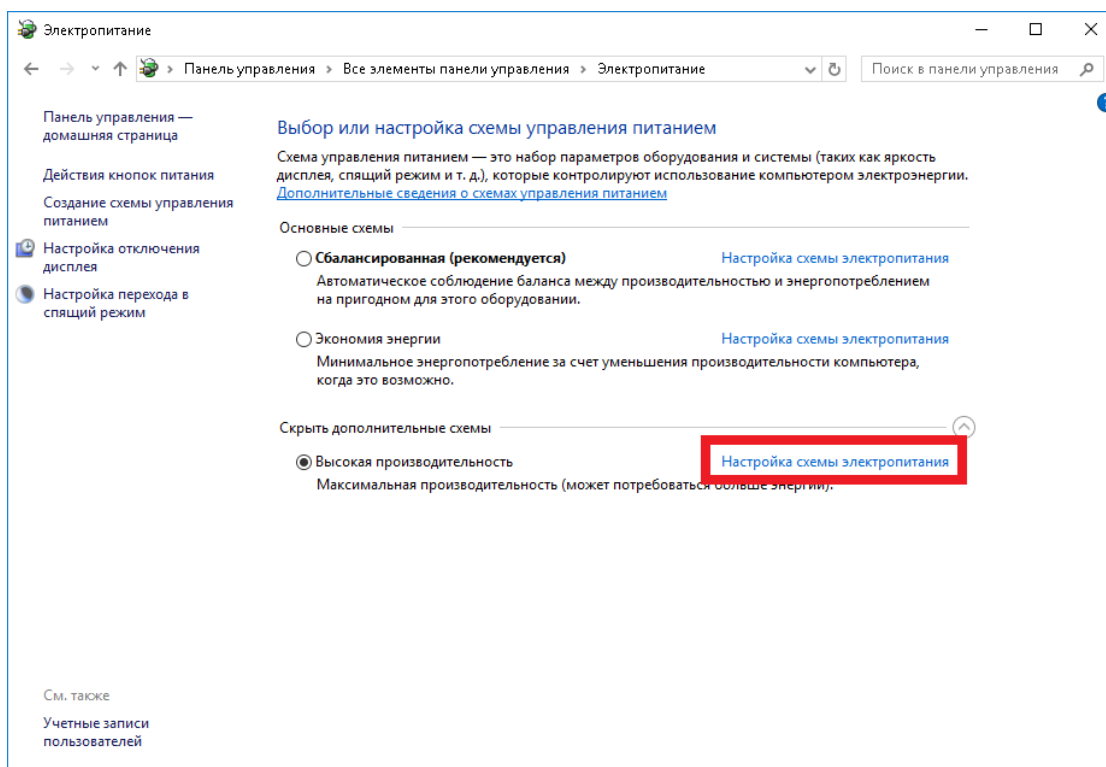 Электропитание
Панель управления › Все элементы панели управления › Электропитание
Поиск в панели управления
Панель управления —
домашняя страница
Действия кнопок питания
Создание схемы управления
питанием
Настройка отключения
дисплея
Настройка перехода в
спящий режим
Выбор или настройка схемы управления питанием
Схема управления питанием — это набор параметров оборудования и системы (таких как яркость
дисплея, спящий режим и т. д.), которые контролируют использование компьютером электроэнергии.
Дополнительные сведения о схемах управления питанием
Основные схемы
Сбалансированная (рекомендуется) Настройка схемы электропитания
Автоматическое соблюдение баланса между производительностью и энергопотреблением
на пригодном для этого оборудовании.
Экономия энергии Настройка схемы электропитания
Минимальное энергопотребление за счет уменьшения производительности компьютера,
когда это возможно.
Скрыть дополнительные схемы
Высокая производительность Настройка схемы электропитания
Максимальная производительность (может потребоваться больше энергии).
См. также
Учетные записи
пользователей